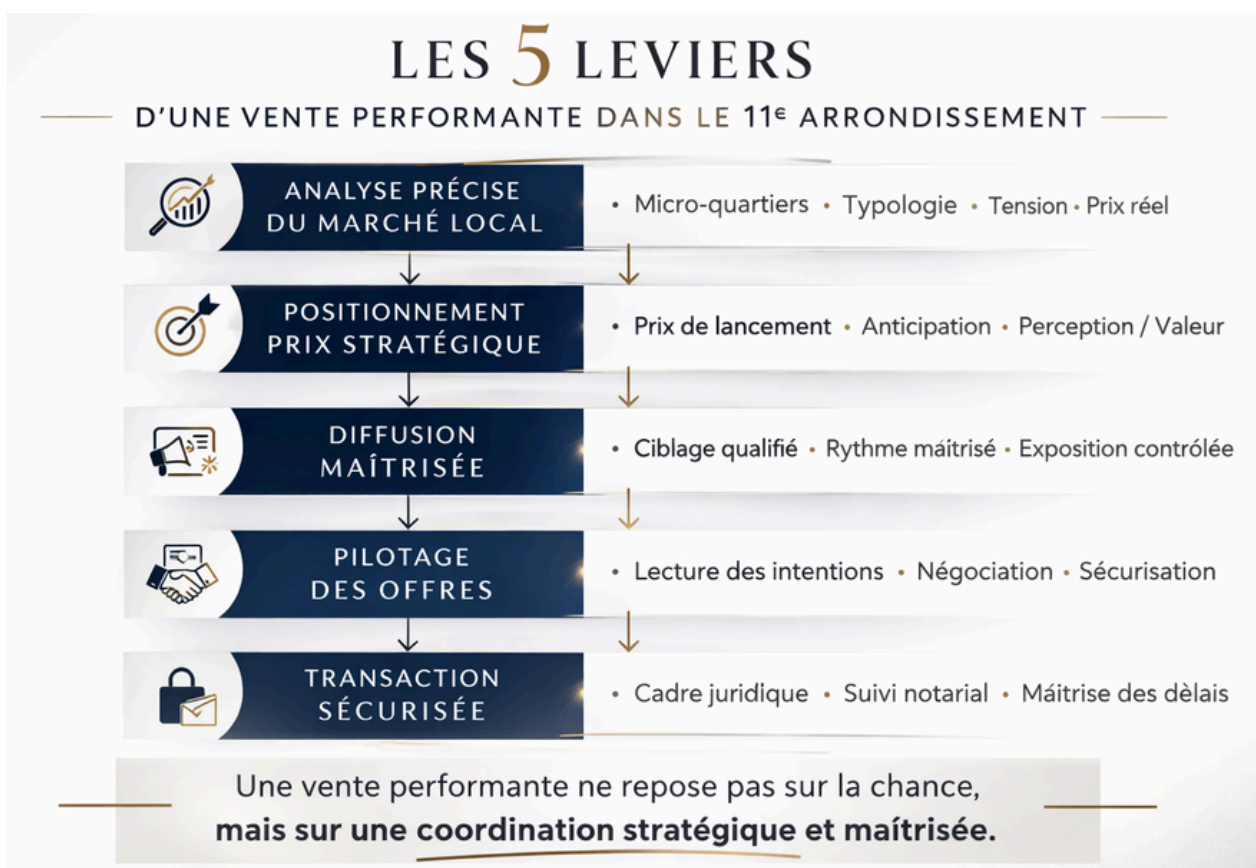 LES 5 LEVIERS
D'UNE VENTE PERFORMANTE DANS LE 11e ARRONDISSEMENT
ANALYSE PRÉCISE
DU MARCHÉ LOCAL
• Micro-quartiers • Typologie • Tension • Prix réel
POSITIONNEMENT
PRIX STRATÉGIQUE
• Prix de lancement • Anticipation • Perception / Valeur
DIFFUSION
MAÎTRISÉE
• Ciblage qualifié • Rythme máitrisé • Exposition contrólée
PILOTAGE
DES OFFRES
• Lecture des intentions • Négociation • Sécurisation
TRANSACTION
SÉCURISÉE
• Cadre juridique • Suivi notarial • Máitrise des dèlais
Une vente performante ne repose pas sur la chance,
mais sur une coordination stratégique et maîtrisée.